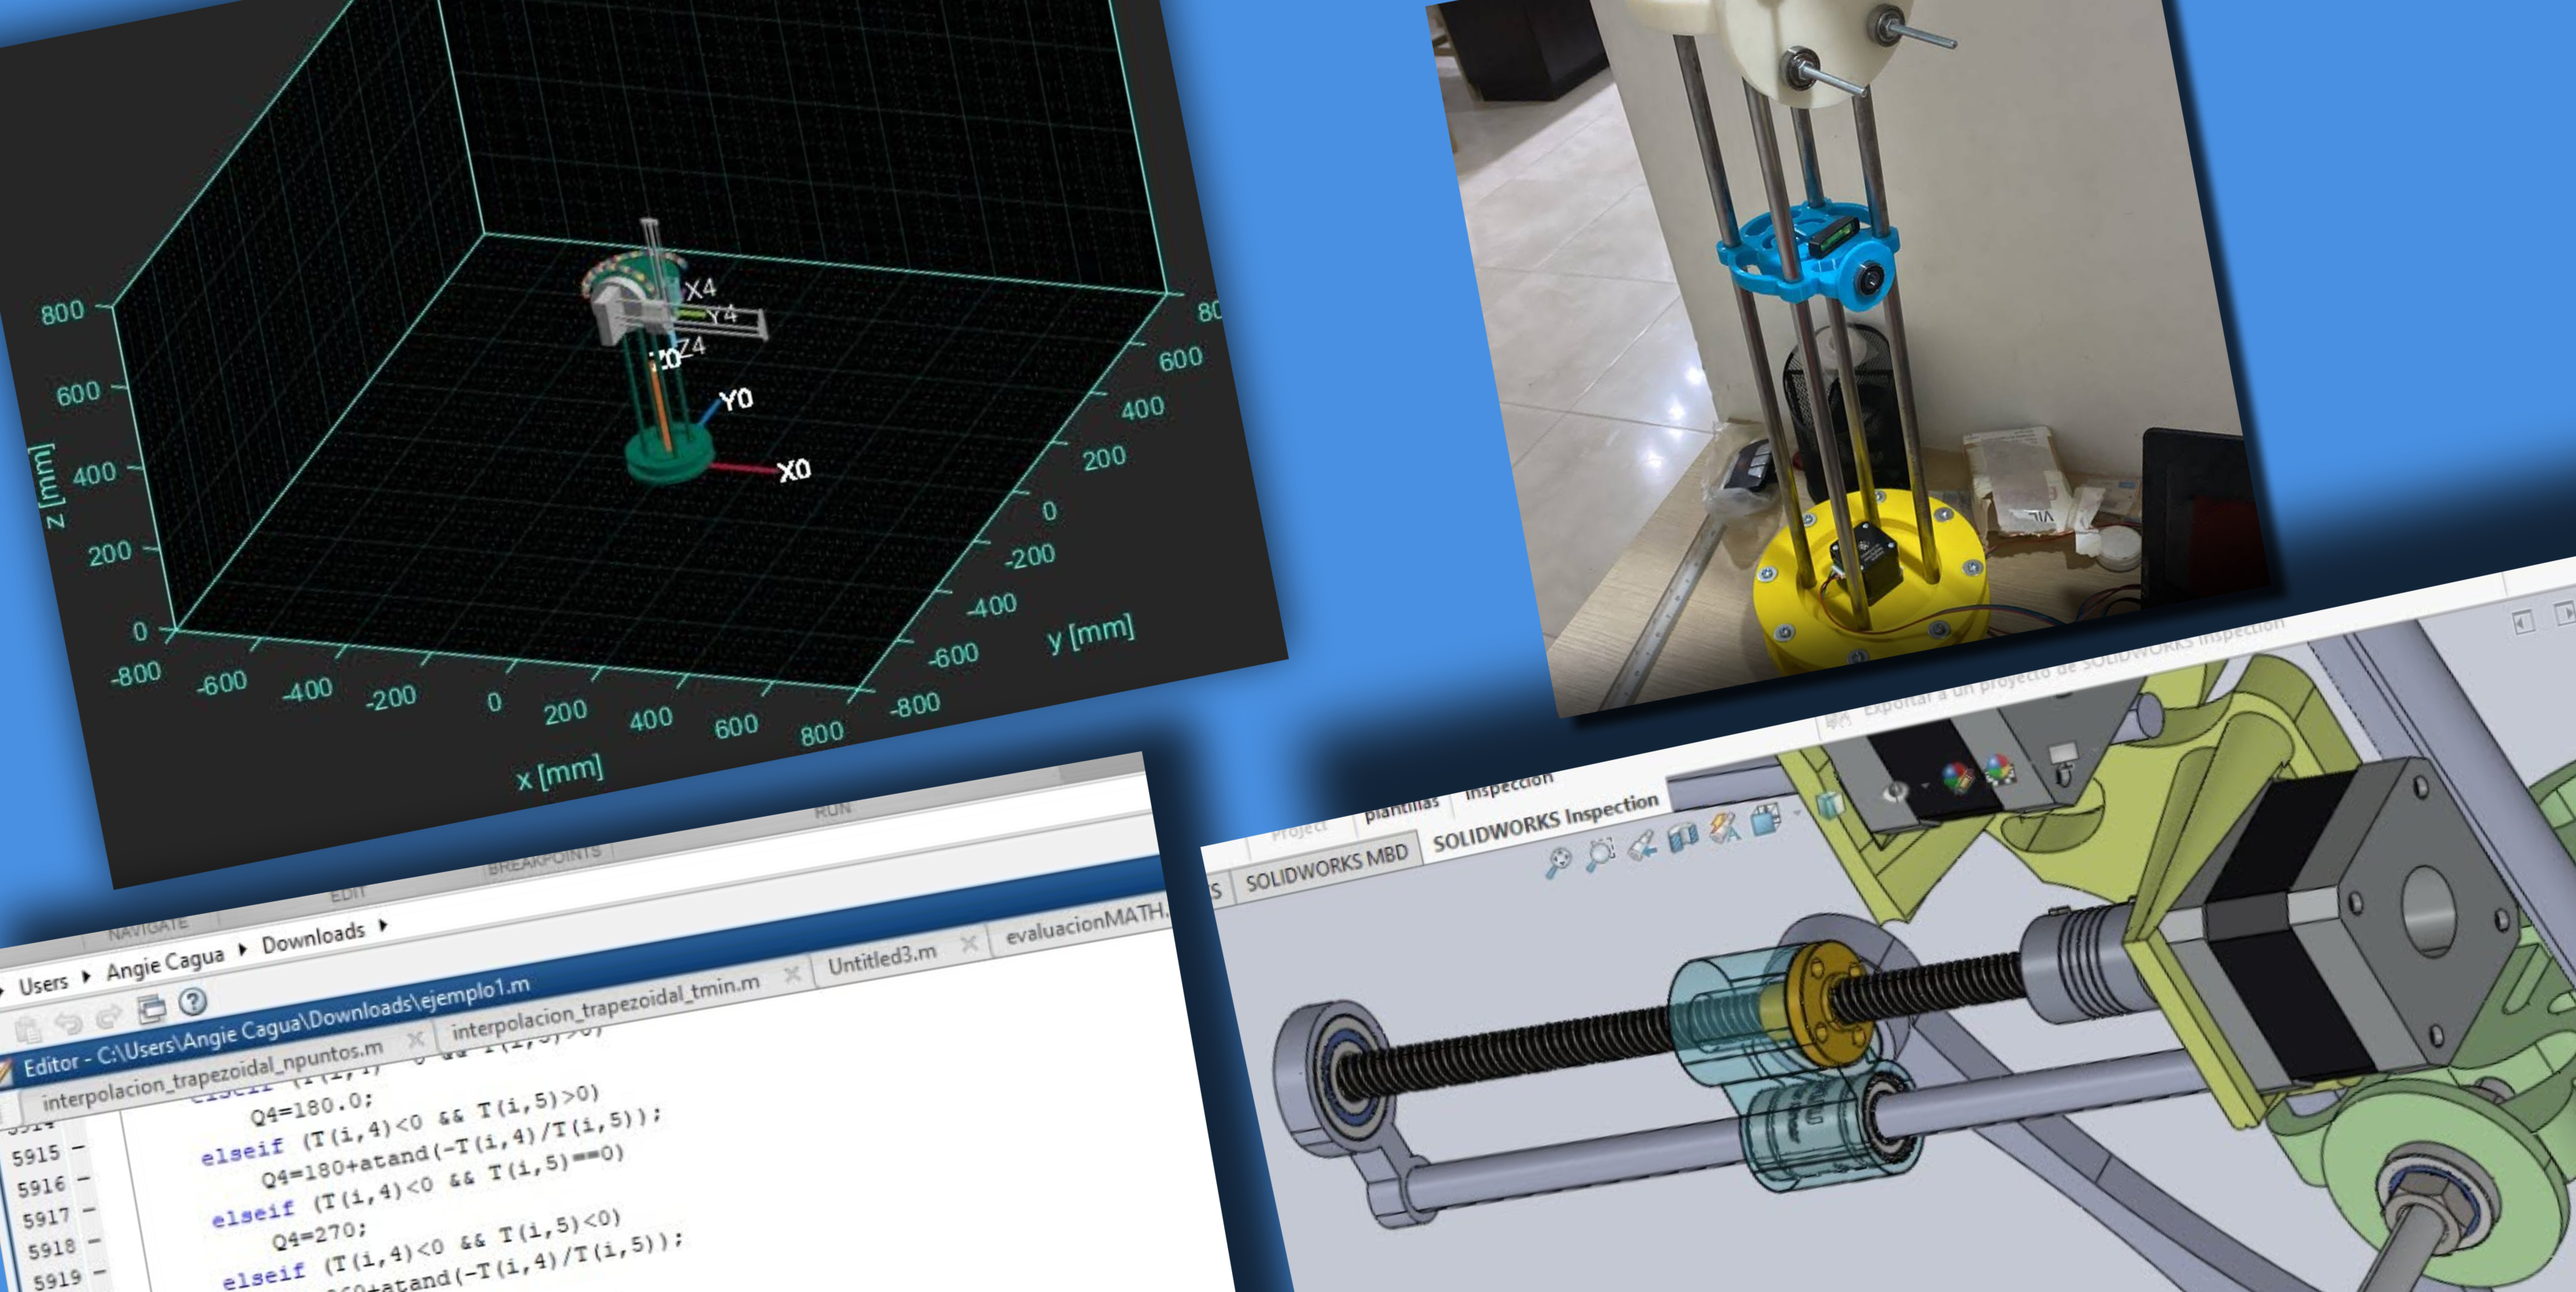 800
600
400
200
0
z [mm]
-800
-600
-400
-200
0
200
400
600
800
x [mm]
-800
-600
-400
-200
0
200
400
600
y [mm]
X4
Y4
Z4
Y0
X0
RUN
BREAKPOINTS
EDIT
NAVIGATE
Users Angie Cagua Downloads
Editor - C:\Users\Angie Cagua\Downloads\ejemplo1.m
interpolacion_trapezoidal_npuntos.m interpolacion_trapezoidal_tmin.m Untitled3.m evaluacionMATH.
Q4=180.0;
5915 elseif (T(i,4)<0 && T(i,5)>0)
5916 Q4=180+atand(-T(i,4)/T(i,5));
5917 elseif (T(i,4)<0 && T(i,5)==0)
5918 Q4=270;
5919 elseif (T(i,4)<0 && T(i,5)<0)
atand(-T(i,4)/T(i,5));
Exportar a un proyecto de SOLIDWORKS Inspection
Project plantillas Inspección
SOLIDWORKS MBD SOLIDWORKS Inspection